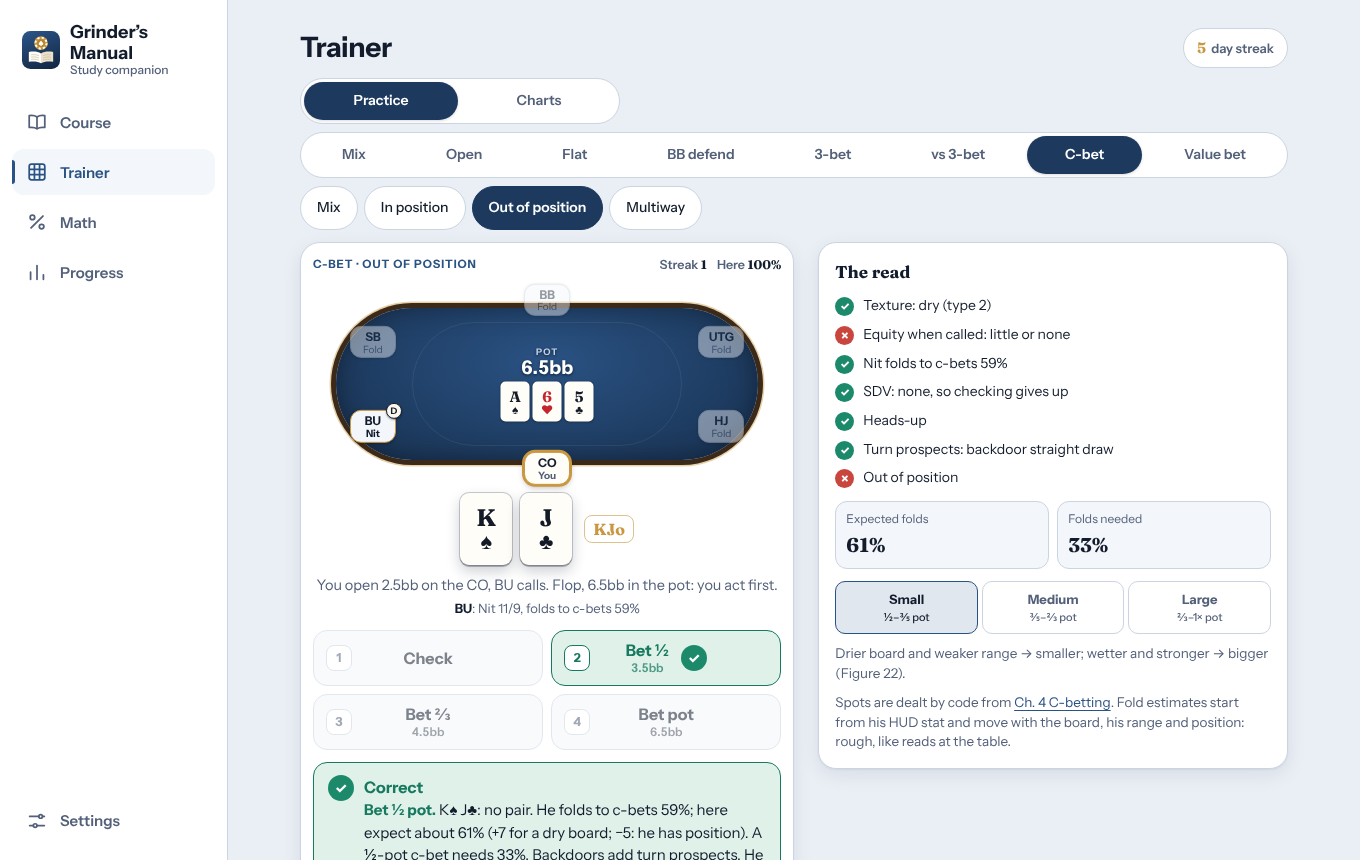 Grinder's
Manual
Study companion
Course
Trainer
Math
Progress
Settings
Trainer
5 day streak
Practice
Charts
Mix
Open
Flat
BB defend
3-bet
vs 3-bet
C-bet
Value bet
Mix
In position
Out of position
Multiway
C-BET · OUT OF POSITION
Streak 1 Here 100%
BB
Fold
SB
Fold
UTG
Fold
POT
6.5bb
A♠
6♥
5♣
BU
Nit
D
HJ
Fold
CO
You
K♠
J♣
KJo
You open 2.5bb on the CO, BU calls. Flop, 6.5bb in the pot: you act first.
BU: Nit 11/9, folds to c-bets 59%
1 Check
2 Bet ½
3.5bb
3 Bet ⅔
4.5bb
4 Bet pot
6.5bb
Correct
Bet ½ pot. K♠ J♣: no pair. He folds to c-bets 59%; here
expect about 61% (+7 for a dry board; −5: he has position). A
½-pot c-bet needs 33%. Backdoors add turn prospects. He
The read
Texture: dry (type 2)
Equity when called: little or none
Nit folds to c-bets 59%
SDV: none, so checking gives up
Heads-up
Turn prospects: backdoor straight draw
Out of position
Expected folds
61%
Folds needed
33%
Small
½–⅗ pot
Medium
⅗–⅔ pot
Large
⅔–1× pot
Drier board and weaker range → smaller; wetter and stronger → bigger
(Figure 22).
Spots are dealt by code from Ch. 4 C-betting. Fold estimates start
from his HUD stat and move with the board, his range and position:
rough, like reads at the table.